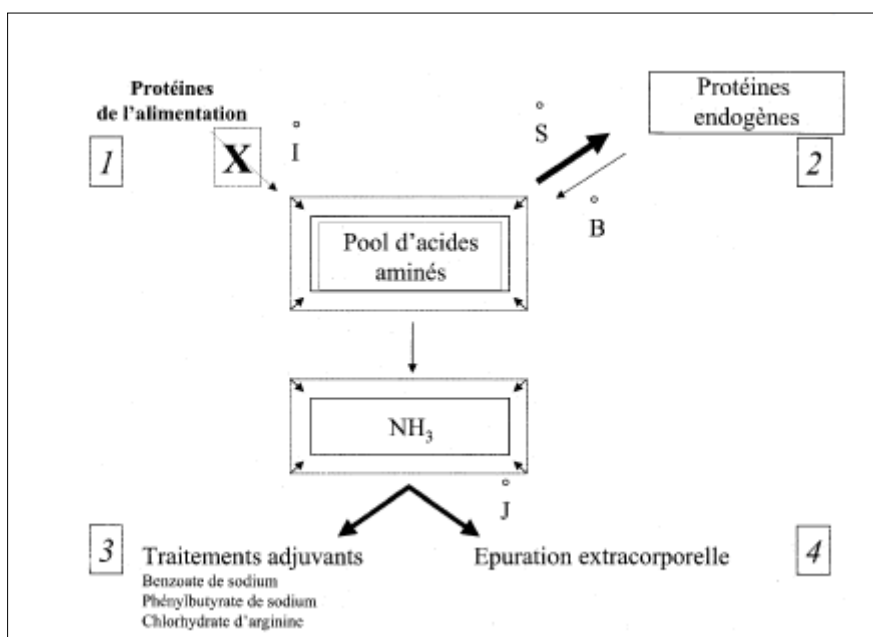 Protéines
de l'alimentation
1
X
°
I
°
S
Protéines
endogènes
2
°
B
Pool d'acides
aminés
NH₃
°
J
3
Traitements adjuvants
Benzoate de sodium
Phénylbutyrate de sodium
Chlorhydrate d'arginine
Epuration extracorporelle
4